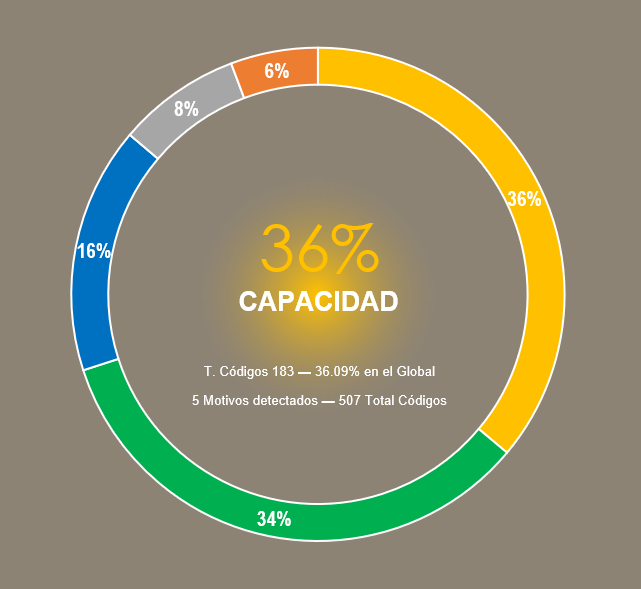 6%
8%
36%
16%
36%
CAPACIDAD
T. Códigos 183 — 36.09% en el Global
5 Motivos detectados — 507 Total Códigos
34%